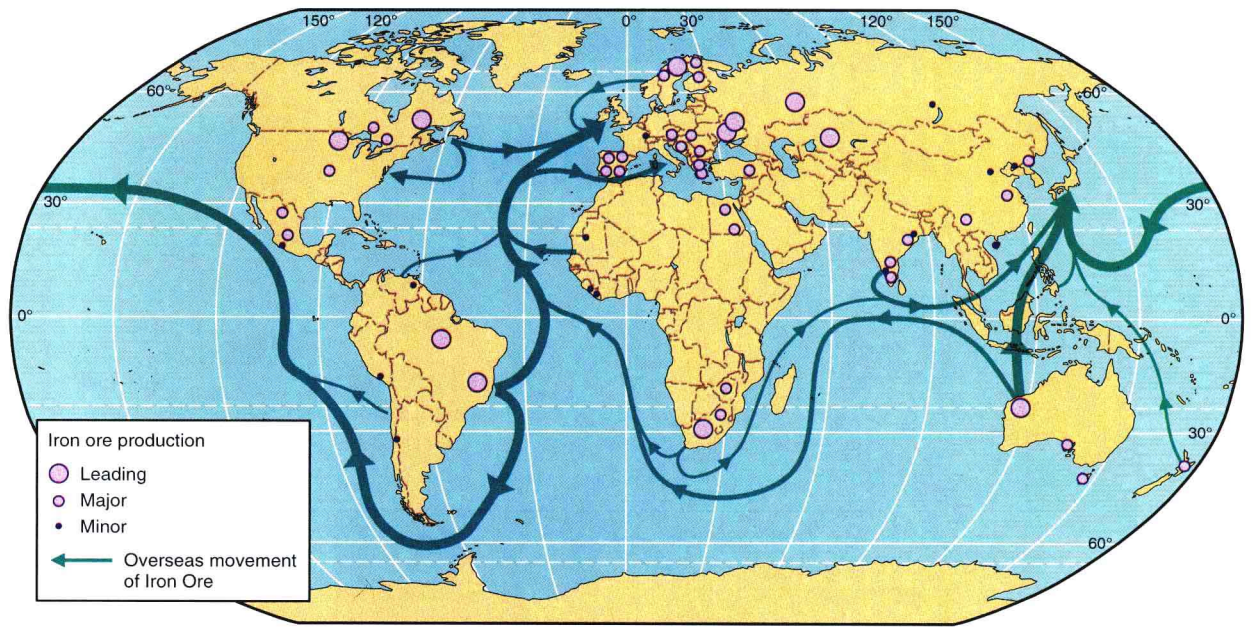 150° 120° 0° 30° 120° 150°
60° 60°
30° 30°
0° 0°
30°
60°
Iron ore production
Leading
Major
Minor
Overseas movement
of Iron Ore